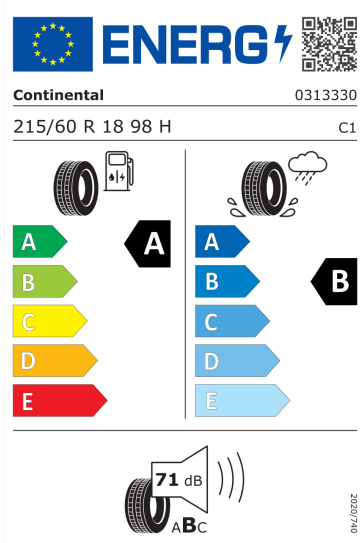 ENERG
Continental 0313330
215/60 R 18 98 H C1
A A
B
C
D
E
A
B B
C
D
E
71 dB
ABC
2020/740